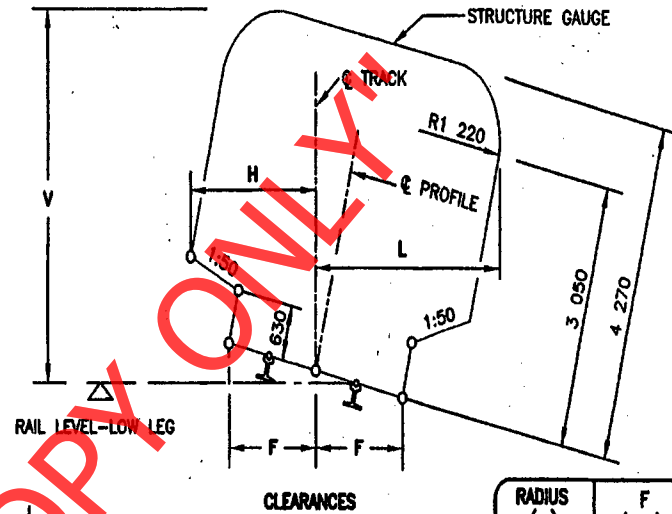 STRUCTURE GAUGE
℄ TRACK
R1 220
H
V
℄ PROFILE
L
1:50
1:50
630
3 050
4 270
RAIL LEVEL-LOW LEG
F
F
CLEARANCES
RADIUS
F
COPY ONLY"